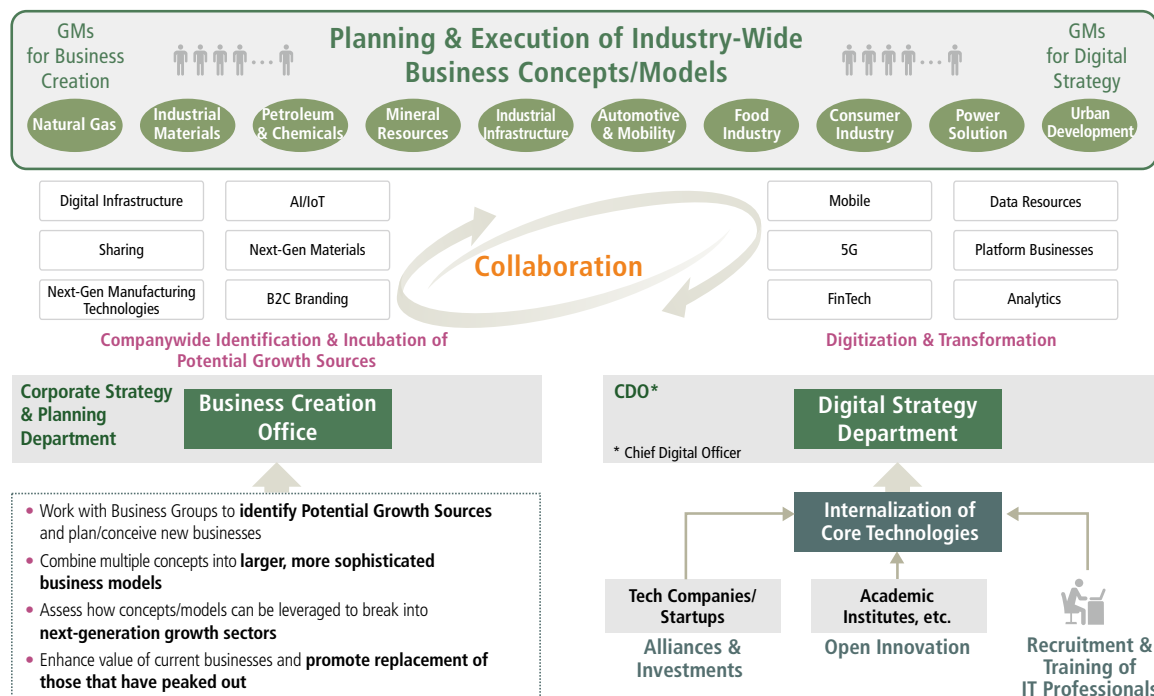 GMs
for Business
Creation
Planning & Execution of Industry-Wide
Business Concepts/Models
GMs
for Digital
Strategy
Natural Gas
Industrial
Materials
Petroleum
& Chemicals
Mineral
Resources
Industrial
Infrastructure
Automotive
& Mobility
Food
Industry
Consumer
Industry
Power
Solution
Urban
Development
Digital Infrastructure
AI/IoT
Sharing
Next-Gen Materials
Next-Gen Manufacturing
Technologies
B2C Branding
Collaboration
Mobile
Data Resources
5G
Platform Businesses
FinTech
Analytics
Companywide Identification & Incubation of
Potential Growth Sources
Digitization & Transformation
Corporate Strategy
& Planning
Department
Business Creation
Office
CDO*
* Chief Digital Officer
Digital Strategy
Department
• Work with Business Groups to identify Potential Growth Sources
and plan/conceive new businesses
• Combine multiple concepts into larger, more sophisticated
business models
• Assess how concepts/models can be leveraged to break into
next-generation growth sectors
• Enhance value of current businesses and promote replacement of
those that have peaked out
Internalization of
Core Technologies
Tech Companies/
Startups
Alliances &
Investments
Academic
Institutes, etc.
Open Innovation
Recruitment &
Training of
IT Professionals